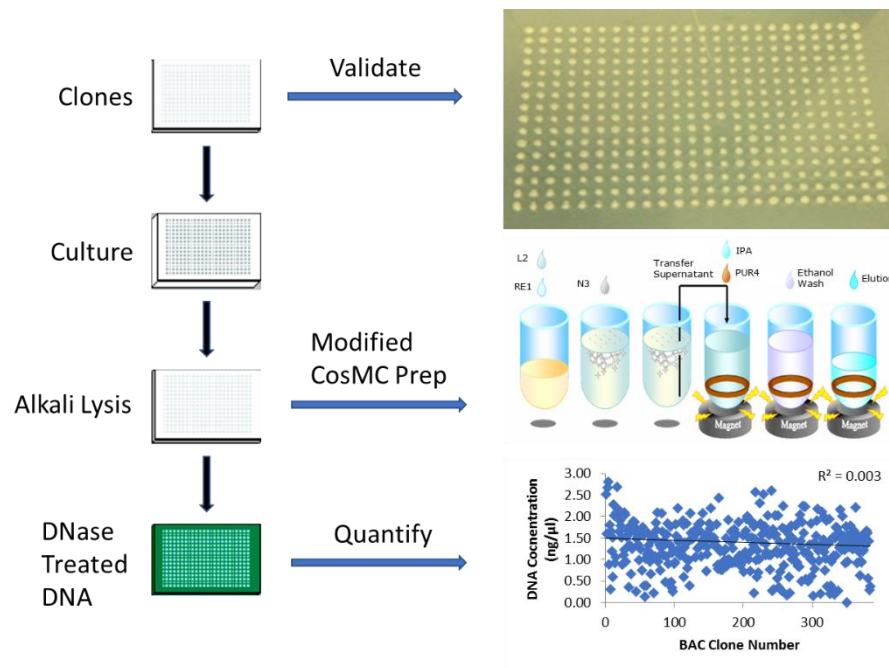 Clones
Validate
Culture
Alkali Lysis
Modified
CosMC Prep
DNase
Treated
DNA
Quantify
L2
RE1
N3
Transfer
Supernatant
IPA
PUR4
Ethanol
Wash
Elution
Magnet
Magnet
Magnet
R² = 0.003
DNA Cocnentration
(ng/µl)
3.00
2.50
2.00
1.50
1.00
0.50
0.00
0
100
200
300
BAC Clone Number